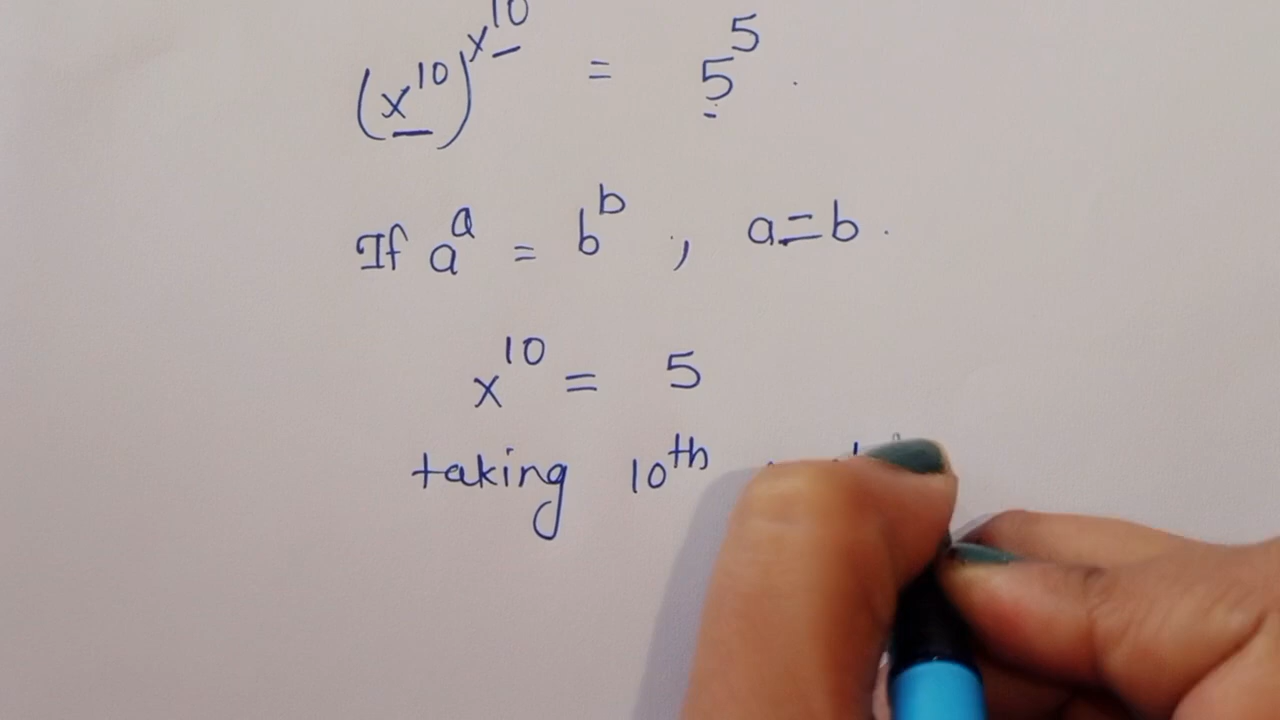 (x^10)^x^10 = 5^5 .
If a^a = b^b , a=b .
x^10 = 5
taking 10th